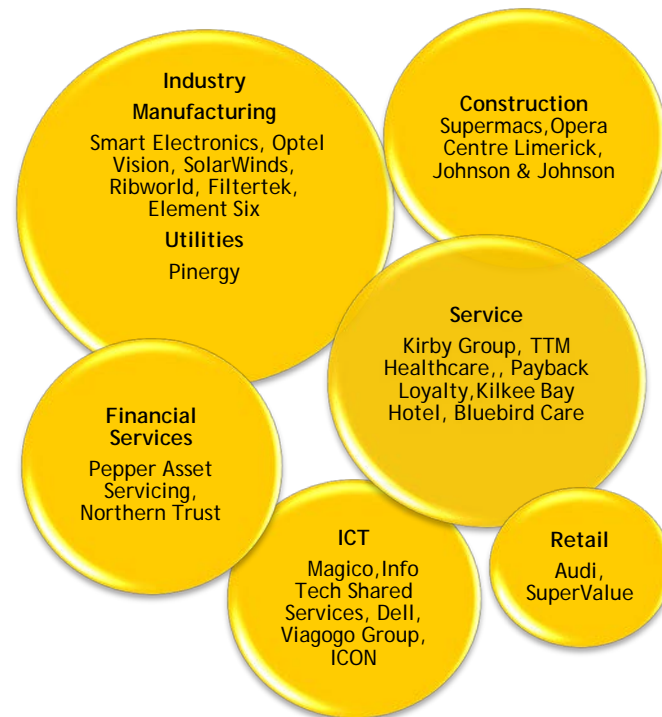 Industry
Manufacturing
Smart Electronics, Optel
Vision, SolarWinds,
Ribworld, Filtertek,
Element Six
Utilities
Pinergy
Construction
Supermacs,Opera
Centre Limerick,
Johnson & Johnson
Service
Kirby Group, TTM
Healthcare,, Payback
Loyalty,Kilkee Bay
Hotel, Bluebird Care
Financial
Services
Pepper Asset
Servicing,
Northern Trust
ICT
Magico,Info
Tech Shared
Services, Dell,
Viagogo Group,
ICON
Retail
Audi,
SuperValue